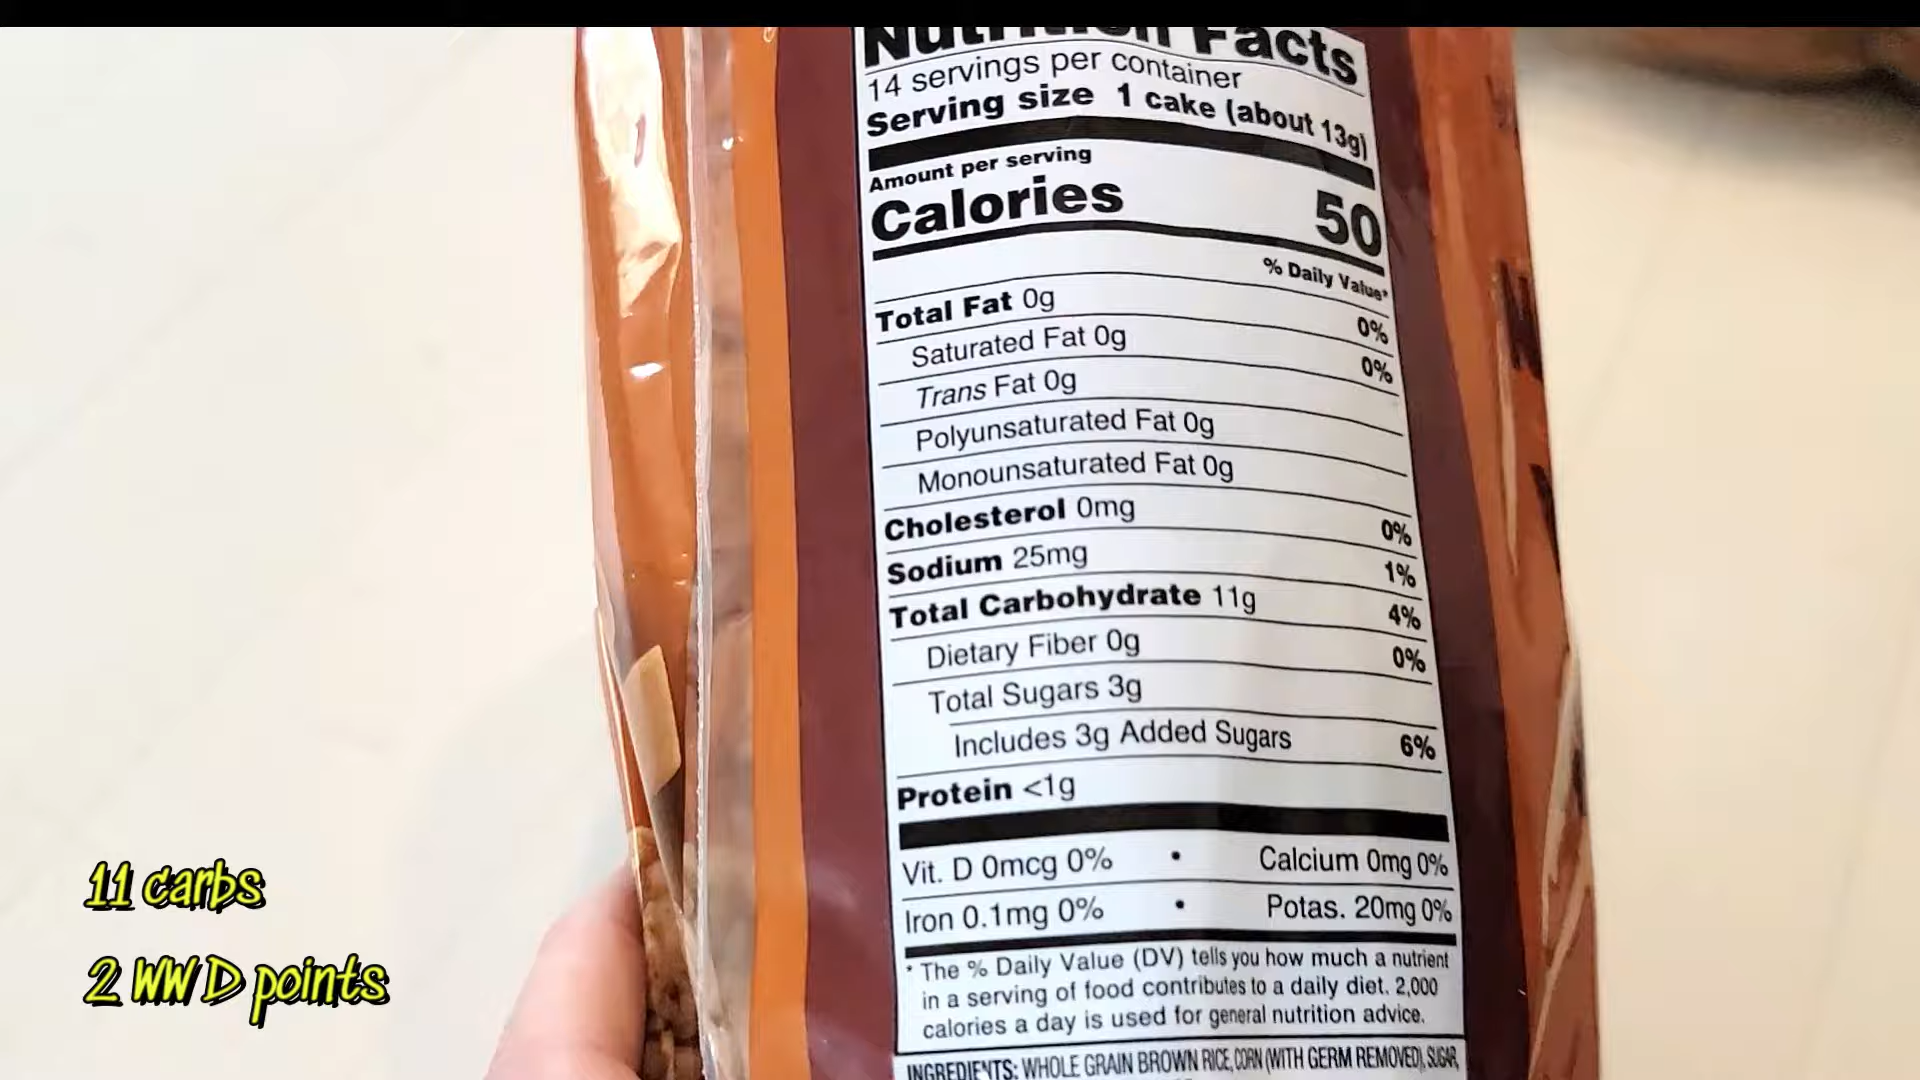 Nutrition Facts
14 servings per container
Serving size 1 cake (about 13g)
Amount per serving
Calories 50
% Daily Value*
Total Fat 0g 0%
Saturated Fat 0g 0%
Trans Fat 0g
Polyunsaturated Fat 0g
Monounsaturated Fat 0g
Cholesterol 0mg 0%
Sodium 25mg 1%
Total Carbohydrate 11g 4%
Dietary Fiber 0g 0%
Total Sugars 3g
Includes 3g Added Sugars 6%
Protein <1g
Vit. D 0mcg 0% • Calcium 0mg 0%
Iron 0.1mg 0% • Potas. 20mg 0%
* The % Daily Value (DV) tells you how much a nutrient
in a serving of food contributes to a daily diet. 2,000
calories a day is used for general nutrition advice.
INGREDIENTS: WHOLE GRAIN BROWN RICE, CORN (WITH GERM REMOVED), SUGAR,
11 carbs
2 WW D points